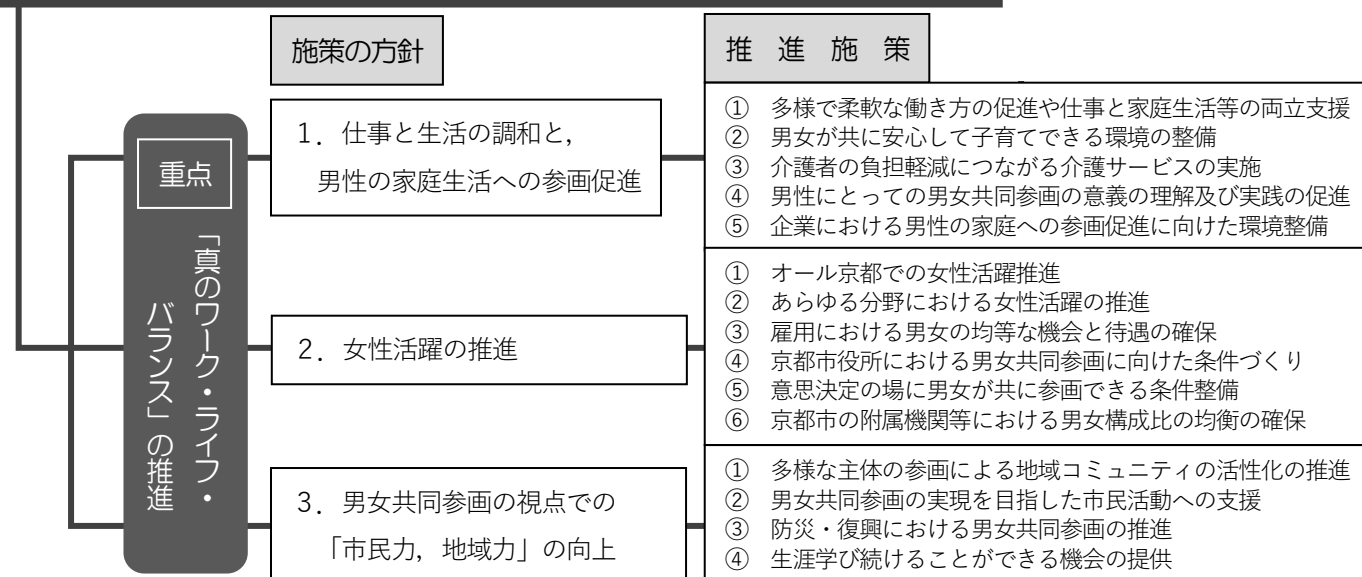 施策の方針
推進施策
重点
「真のワーク・ライフ・
バランス」の推進
1．仕事と生活の調和と，
男性の家庭生活への参画促進
① 多様で柔軟な働き方の促進や仕事と家庭生活等の両立支援
② 男女が共に安心して子育てできる環境の整備
③ 介護者の負担軽減につながる介護サービスの実施
④ 男性にとっての男女共同参画の意義の理解及び実践の促進
⑤ 企業における男性の家庭への参画促進に向けた環境整備
2．女性活躍の推進
① オール京都での女性活躍推進
② あらゆる分野における女性活躍の推進
③ 雇用における男女の均等な機会と待遇の確保
④ 京都市役所における男女共同参画に向けた条件づくり
⑤ 意思決定の場に男女が共に参画できる条件整備
⑥ 京都市の附属機関等における男女構成比の均衡の確保
3．男女共同参画の視点での
「市民力，地域力」の向上
① 多様な主体の参画による地域コミュニティの活性化の推進
② 男女共同参画の実現を目指した市民活動への支援
③ 防災・復興における男女共同参画の推進
④ 生涯学び続けることができる機会の提供